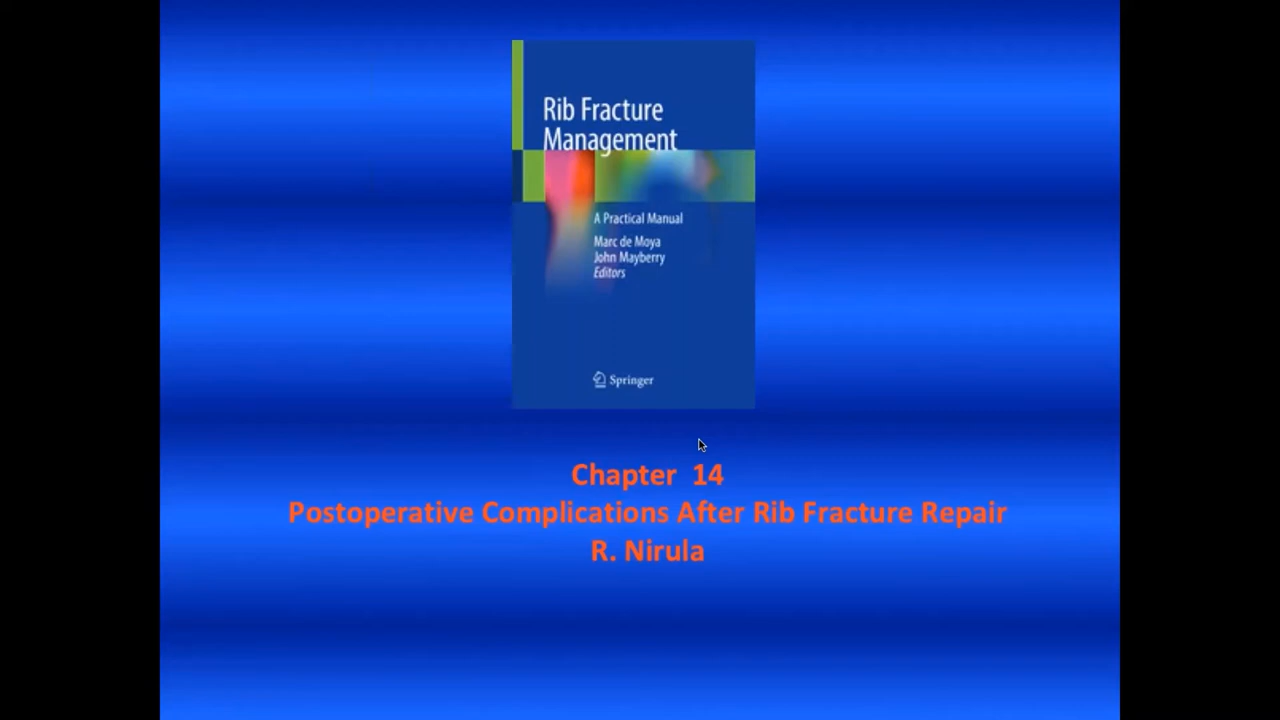 Rib Fracture
Management
A Practical Manual
Marc de Moya
John Mayberry
Editors
Springer
Chapter 14
Postoperative Complications After Rib Fracture Repair
R. Nirula